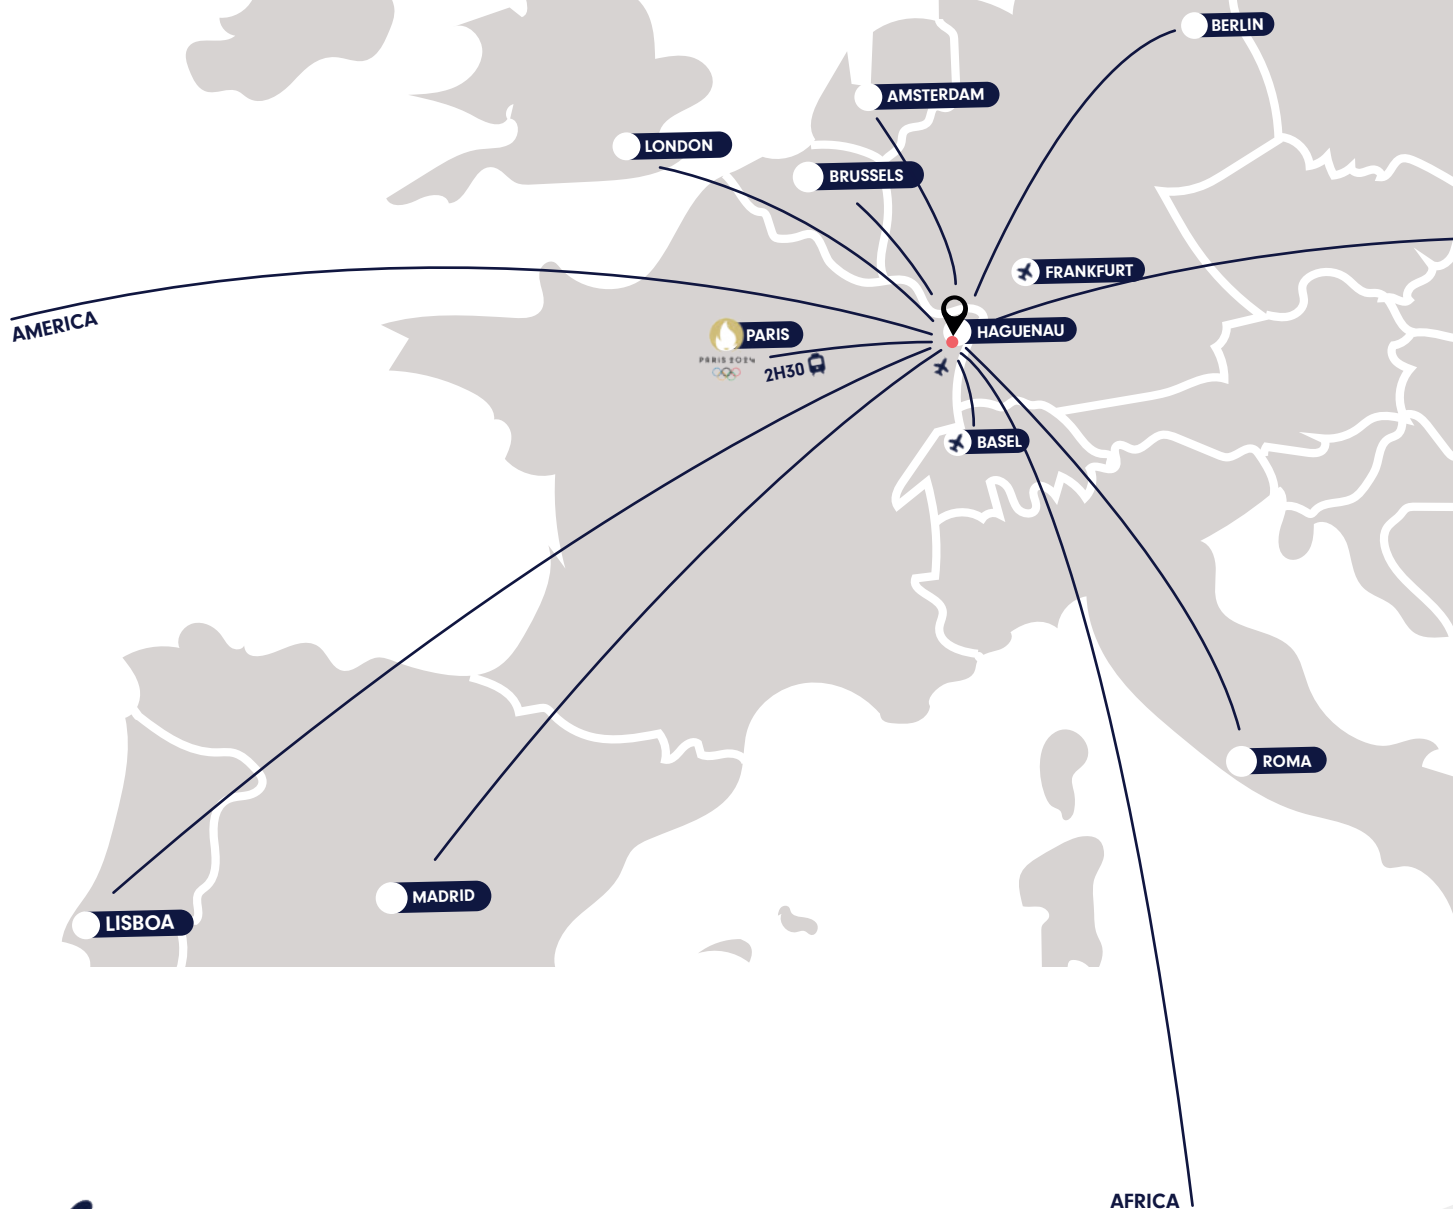 BERLIN
AMSTERDAM
LONDON
BRUSSELS
FRANKFURT
AMERICA
HAGUENAU
PARIS
PARIS 2024
2H30
BASEL
ROMA
MADRID
LISBOA
AFRICA